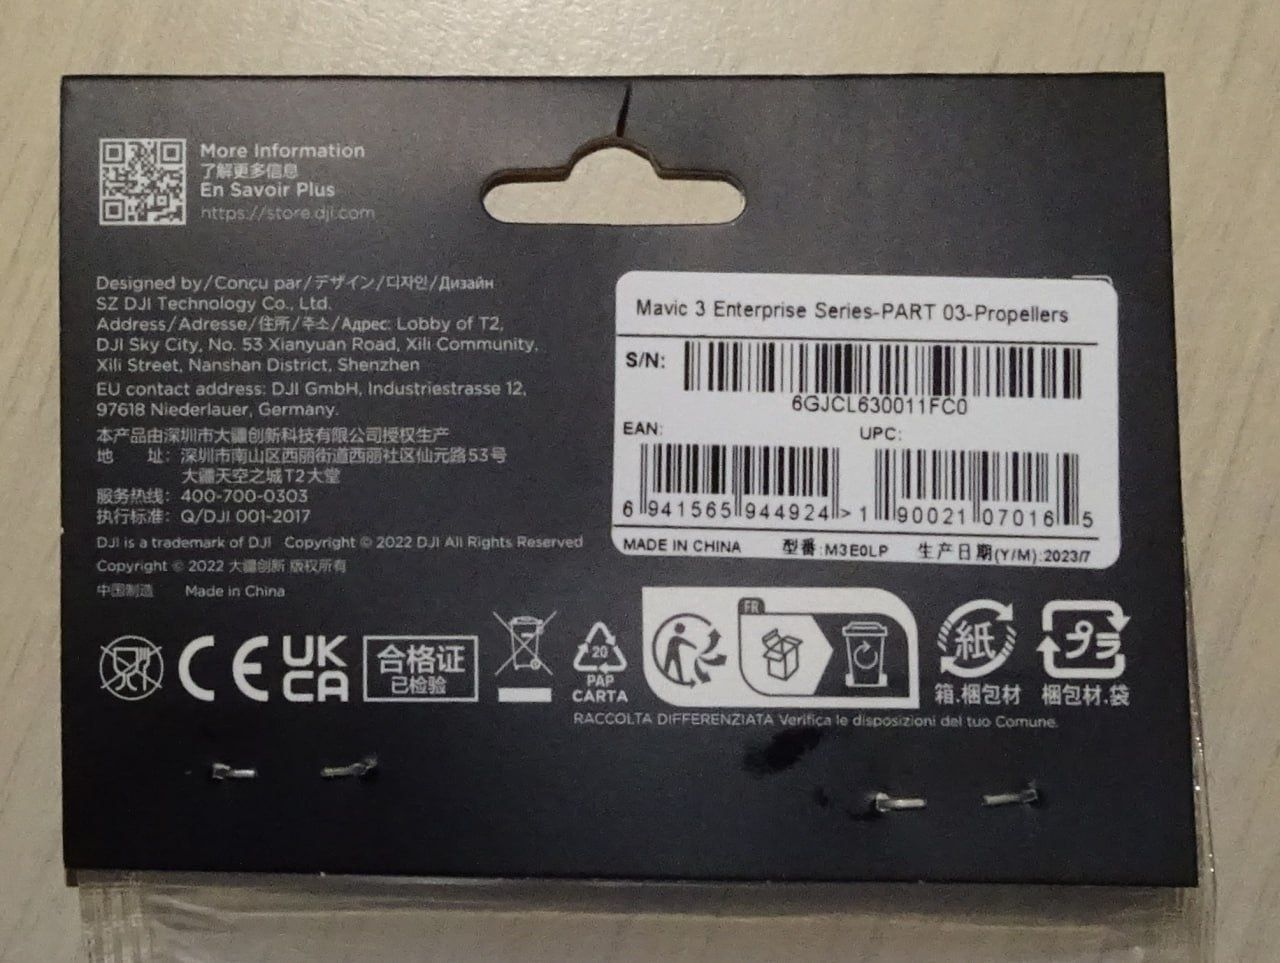 More Information
了解更多信息
En Savoir Plus
https://store.dji.com
Designed by/Conçu par/デザイン/디자인/Дизайн
SZ DJI Technology Co., Ltd.
Address/Adresse/住所/주소/Адрес: Lobby of T2,
DJI Sky City, No. 53 Xianyuan Road, Xili Community,
Xili Street, Nanshan District, Shenzhen
EU contact address: DJI GmbH, Industriestrasse 12,
97618 Niederlauer, Germany.
本产品由深圳市大疆创新科技有限公司授权生产
地 址: 深圳市南山区西丽街道西丽社区仙元路53号
大疆天空之城T2大堂
服务热线: 400-700-0303
执行标准: Q/DJI 001-2017
DJI is a trademark of DJI Copyright © 2022 DJI All Rights Reserved
Copyright © 2022 大疆创新 版权所有
中国制造 Made in China
Mavic 3 Enterprise Series-PART 03-Propellers
S/N:
6GJCL630011FC0
EAN: UPC:
6 941565 944924 > 1 90021 07016 5
MADE IN CHINA 型番:M3E0LP 生产日期(Y/M):2023/7
CE
UK
CA
合格证
已检验
20
PAP
CARTA
FR
紙
箱.梱包材
プラ
梱包材.袋
RACCOLTA DIFFERENZIATA Verifica le disposizioni del tuo Comune.